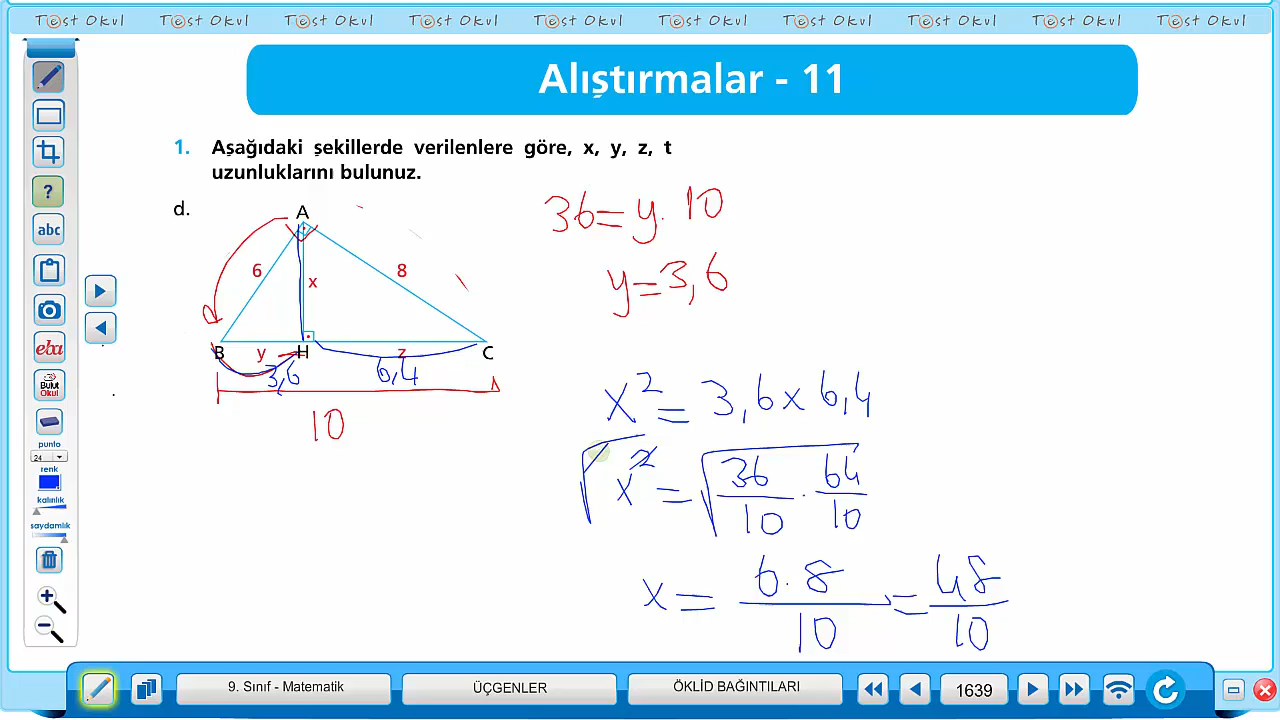 Test Okul Test Okul Test Okul Test Okul Test Okul Test Okul Test Okul Test Okul Test Okul Test Okul
Alıştırmalar - 11
1. Aşağıdaki şekillerde verilenlere göre, x, y, z, t
uzunluklarını bulunuz.
d.
A
6
x
8
B
y
H
z
C
3,6
6,4
10
36=y.10
y=3,6
x²=3,6x6,4
√x²=√36/10.64/10
x=6.8/10=48/10
?
abc
eba
Bulut
Okul
punto
24
renk
kalınlık
saydamlık
9. Sınıf - Matematik
ÜÇGENLER
ÖKLİD BAĞINTILARI
1639